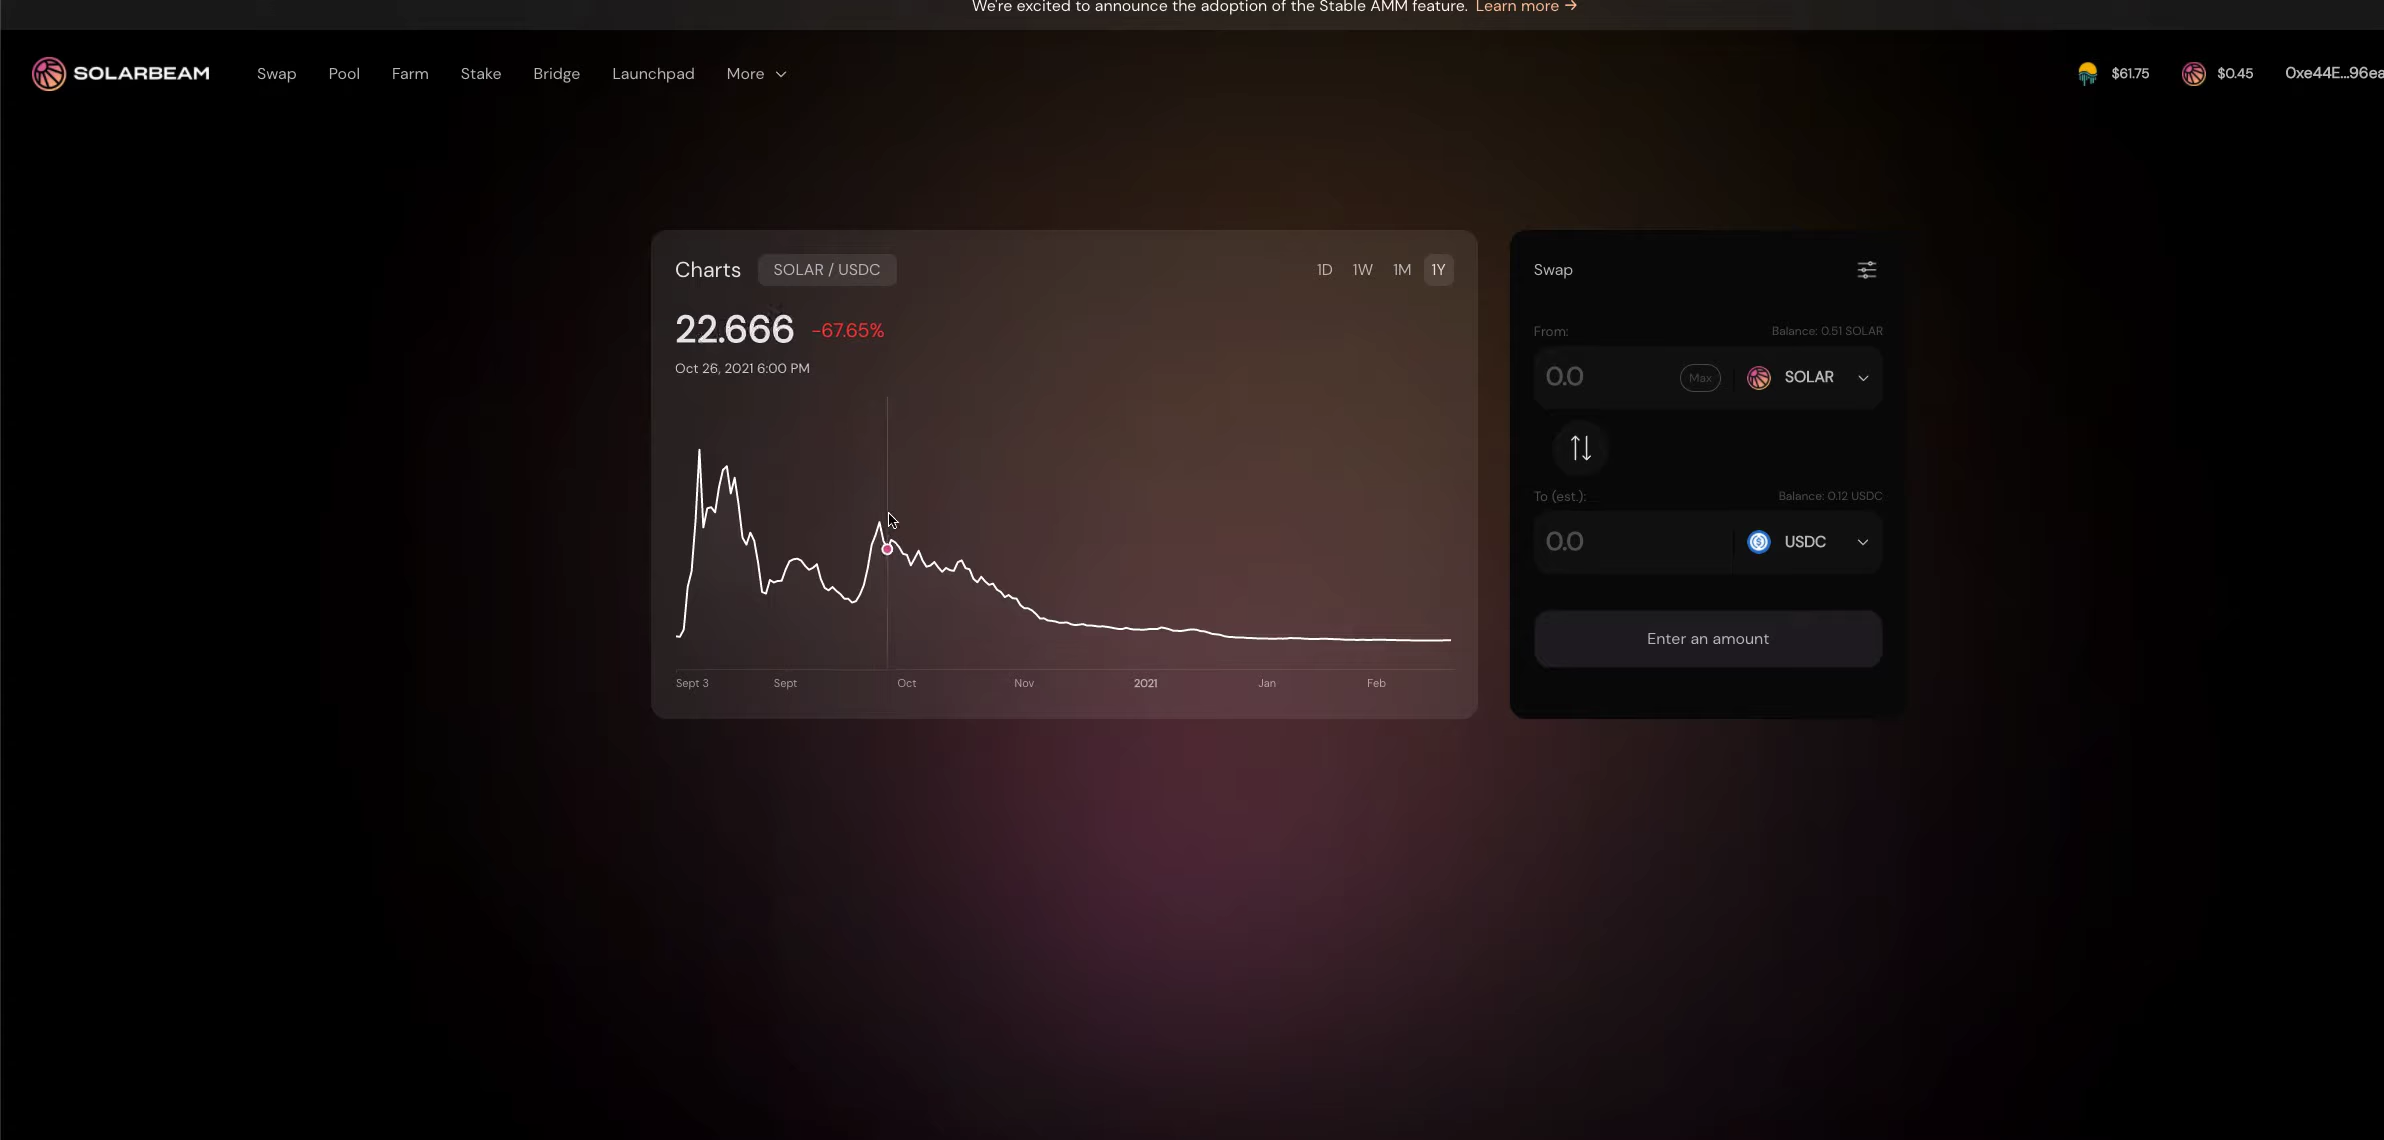 We're excited to announce the adoption of the Stable AMM feature. Learn more →
SOLARBEAM Swap Pool Farm Stake Bridge Launchpad More $61.75 $0.45 0xe44E...96ea
Charts SOLAR / USDC 1D 1W 1M 1Y
22.666 -67.65%
Oct 26, 2021 6:00 PM
Sept 3 Sept Oct Nov 2021 Jan Feb
Swap
From: Balance: 0.51 SOLAR
0.0 Max SOLAR
To (est.): Balance: 0.12 USDC
0.0 USDC
Enter an amount